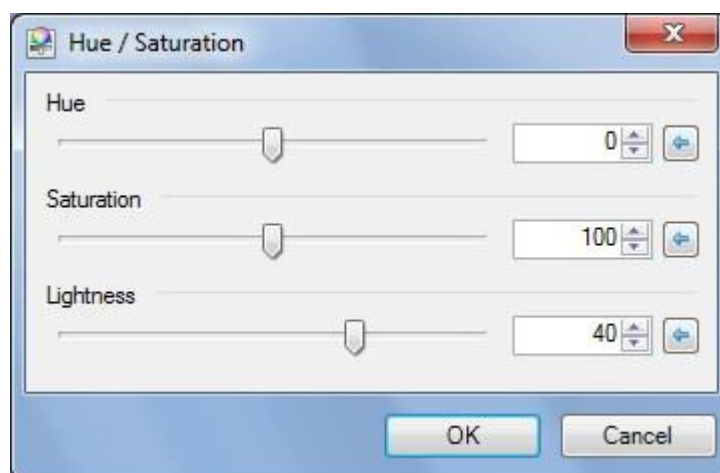 Hue / Saturation
Hue
0
Saturation
100
Lightness
40
OK Cancel